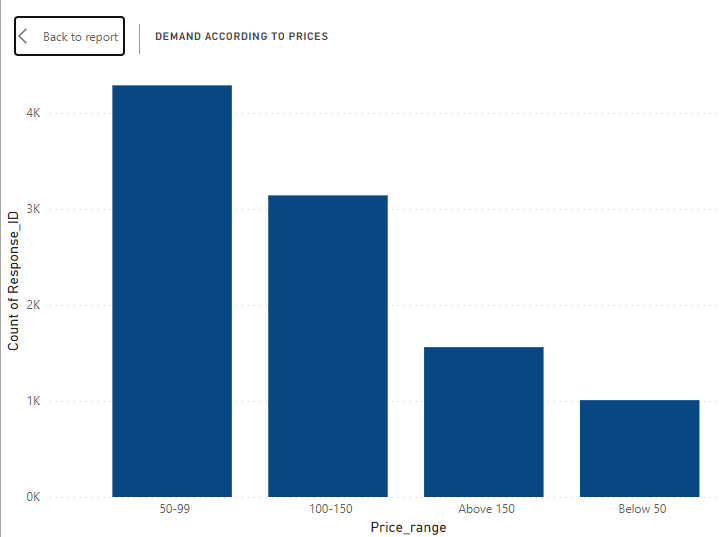 Back to report
DEMAND ACCORDING TO PRICES
Count of Response_ID
4K
3K
2K
1K
0K
50-99 100-150 Above 150 Below 50
Price_range